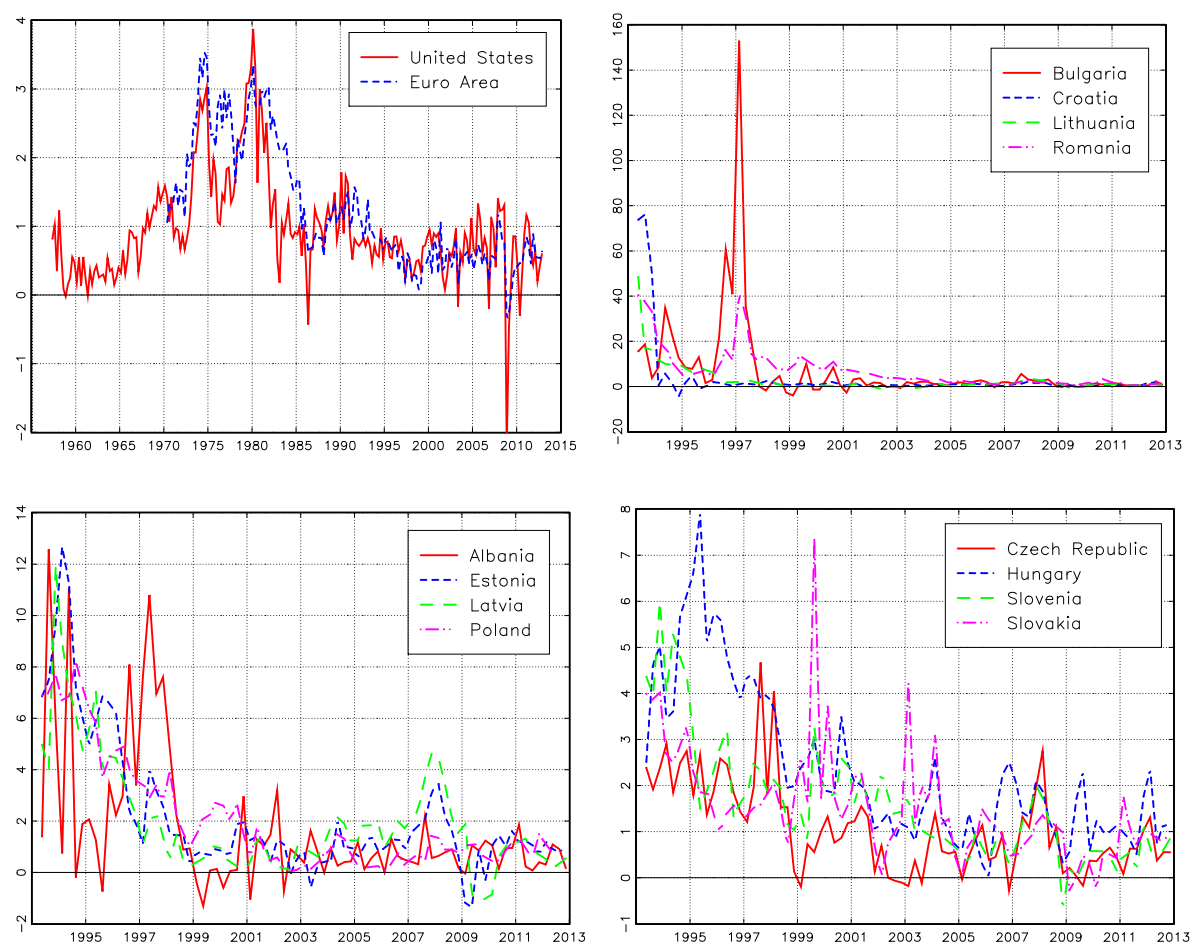 4
3
2
1
0
−1
−2
United States
Euro Area
1960 1965 1970 1975 1980 1985 1990 1995 2000 2005 2010 2015
160
140
120
100
80
60
40
20
0
−20
Bulgaria
Croatia
Lithuania
Romania
1995 1997 1999 2001 2003 2005 2007 2009 2011 2013
14
12
10
8
6
4
2
0
−2
Albania
Estonia
Latvia
Poland
1995 1997 1999 2001 2003 2005 2007 2009 2011 2013
8
7
6
5
4
3
2
1
0
−1
Czech Republic
Hungary
Slovenia
Slovakia
1995 1997 1999 2001 2003 2005 2007 2009 2011 2013